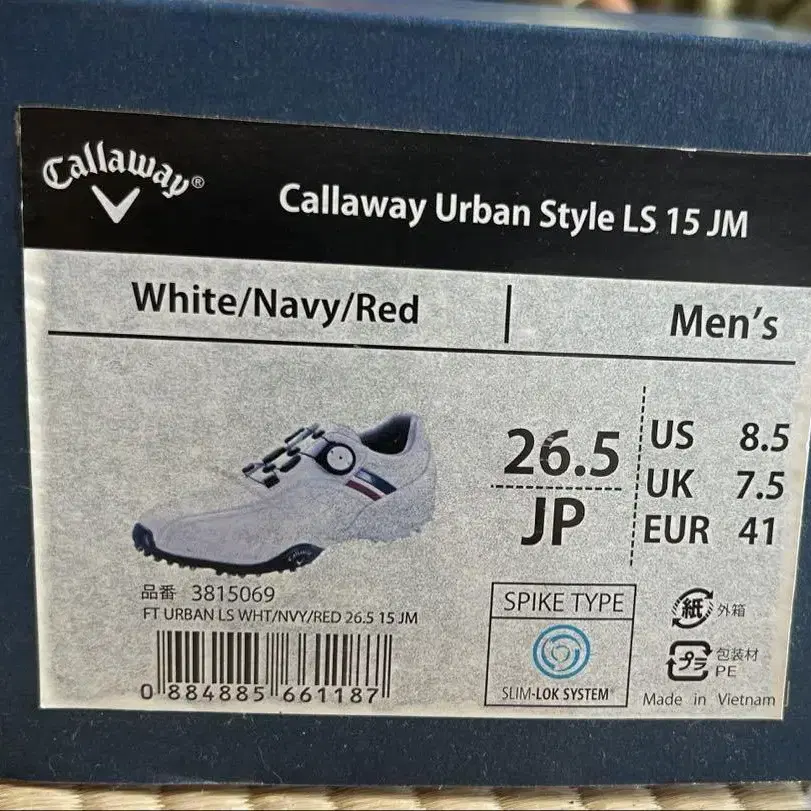 Callaway®
Callaway Urban Style LS 15 JM
White/Navy/Red
Men's
26.5
JP
US 8.5
UK 7.5
EUR 41
品番 3815069
FT URBAN LS WHT/NVY/RED 26.5 15 JM
0 884885 661187
SPIKE TYPE
SLIM-LOK SYSTEM
紙 外箱
プラ 包装材
PE
Made in Vietnam